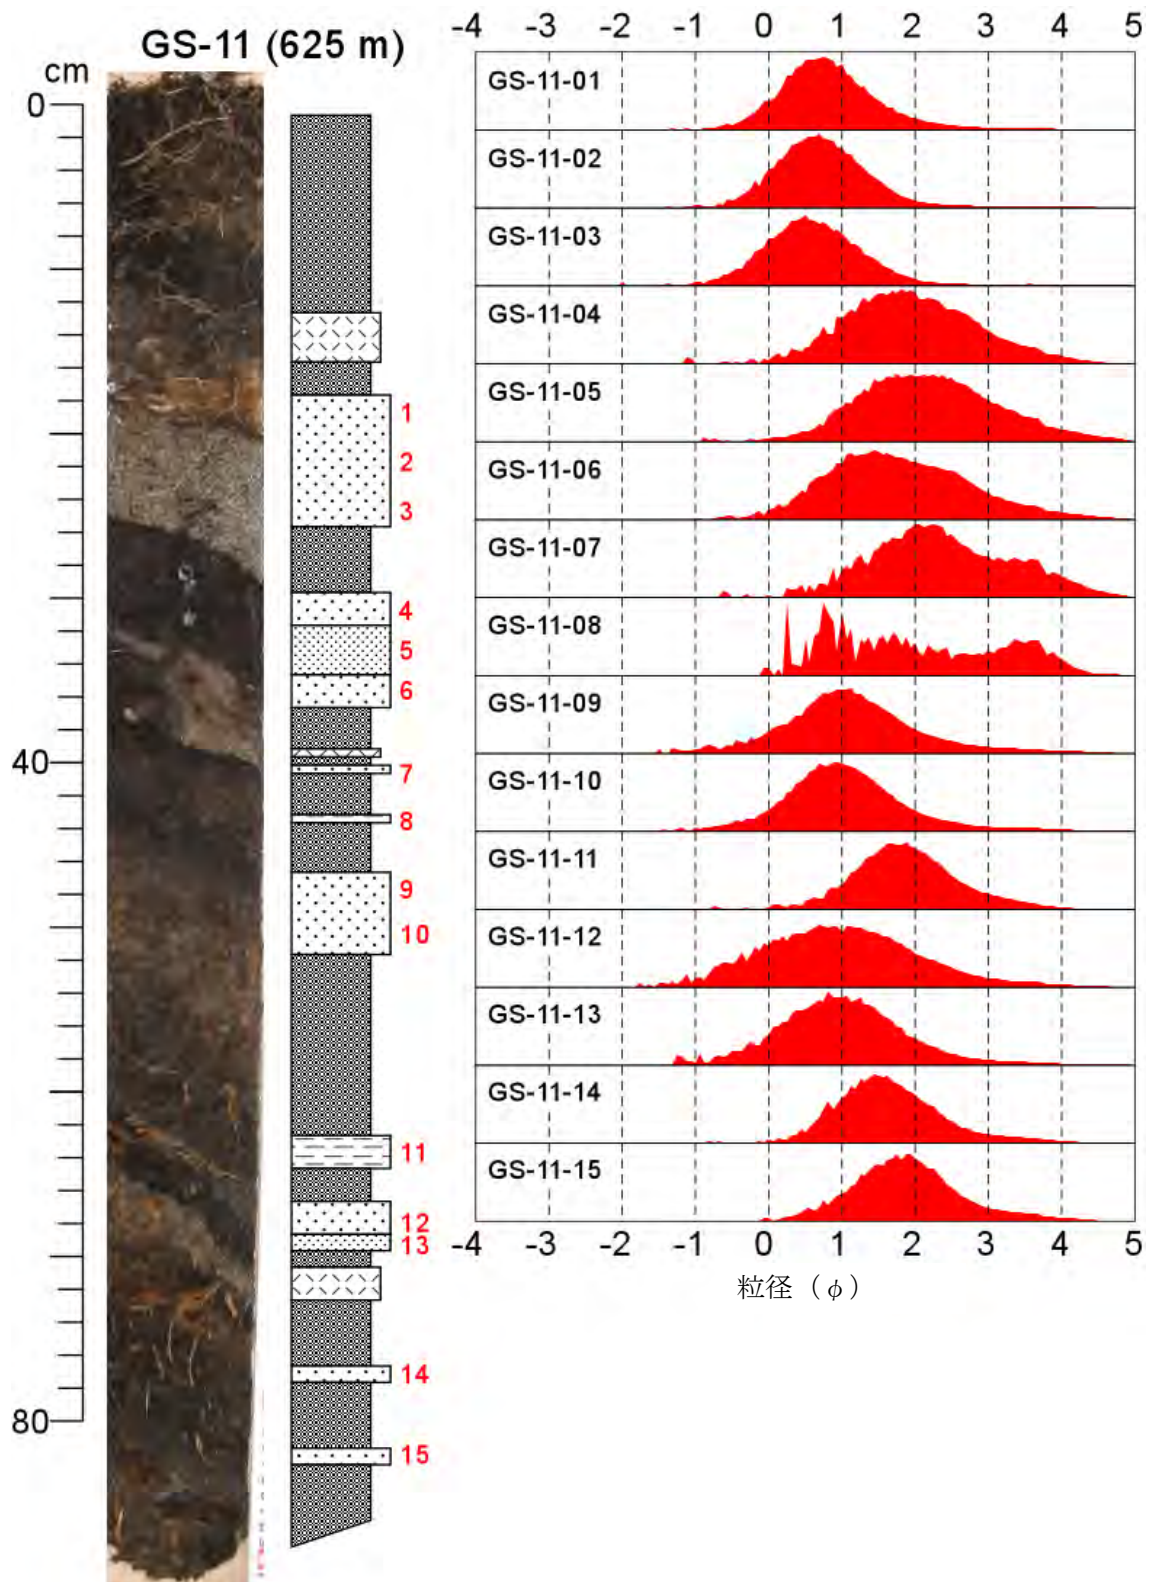 GS-11 (625 m)
cm
0
40
80
1
2
3
4
5
6
7
8
9
10
11
12
13
14
15
-4 -3 -2 -1 0 1 2 3 4 5
GS-11-01
GS-11-02
GS-11-03
GS-11-04
GS-11-05
GS-11-06
GS-11-07
GS-11-08
GS-11-09
GS-11-10
GS-11-11
GS-11-12
GS-11-13
GS-11-14
GS-11-15
-4 -3 -2 -1 0 1 2 3 4 5
粒径（φ）